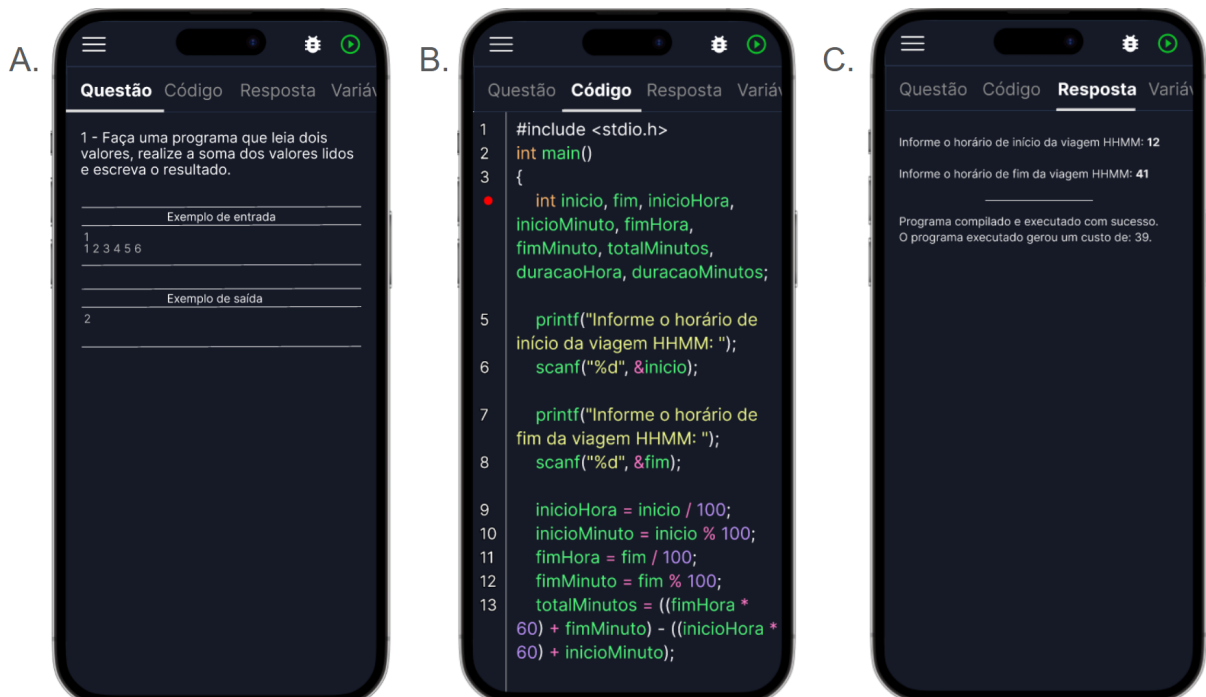 A.
Questão Código Resposta Variáv
1 - Faça uma programa que leia dois
valores, realize a soma dos valores lidos
e escreva o resultado.
Exemplo de entrada
1
1 2 3 4 5 6
Exemplo de saída
2
B.
Questão Código Resposta Variáv
1 #include <stdio.h>
2 int main()
3 {
int inicio, fim, inicioHora,
inicioMinuto, fimHora,
fimMinuto, totalMinutos,
duracaoHora, duracaoMinutos;
5 printf("Informe o horário de
início da viagem HHMM: ");
6 scanf("%d", &inicio);
7 printf("Informe o horário de
fim da viagem HHMM: ");
8 scanf("%d", &fim);
9 inicioHora = inicio / 100;
10 inicioMinuto = inicio % 100;
11 fimHora = fim / 100;
12 fimMinuto = fim % 100;
13 totalMinutos = ((fimHora *
60) + fimMinuto) - ((inicioHora *
60) + inicioMinuto);
C.
Questão Código Resposta Variáv
Informe o horário de início da viagem HHMM: 12
Informe o horário de fim da viagem HHMM: 41
Programa compilado e executado com sucesso.
O programa executado gerou um custo de: 39.